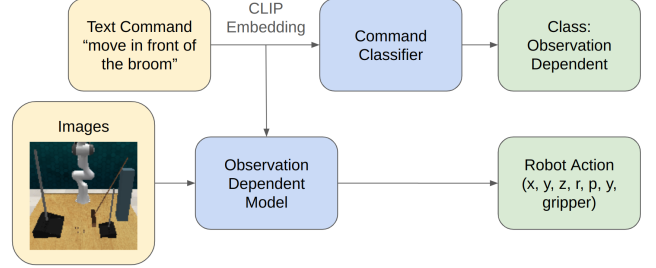 Text Command
“move in front of
the broom”
CLIP
Embedding
Command
Classifier
Class:
Observation
Dependent
Images
Observation
Dependent
Model
Robot Action
(x, y, z, r, p, y,
gripper)